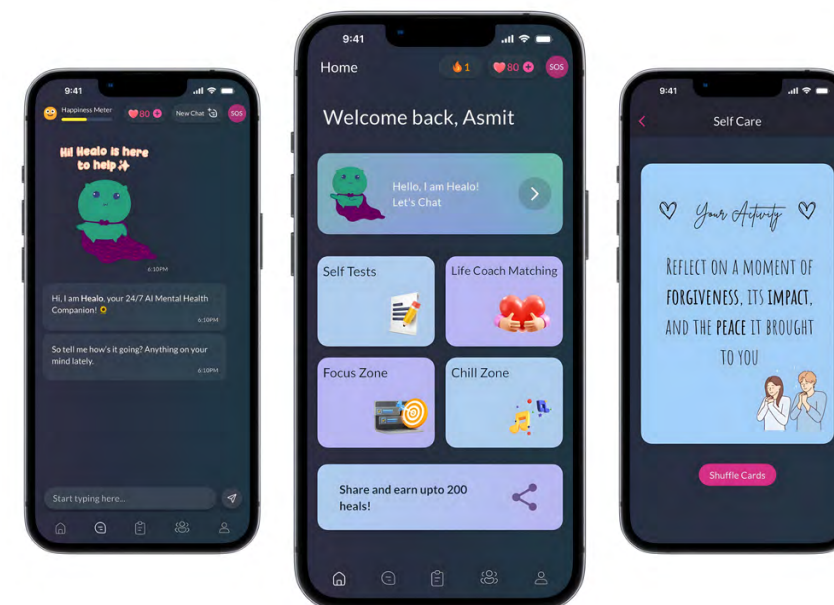 9:41
Happiness Meter
80
New Chat
SOS
Hi! Healo is here
to help
6:10PM
Hi, I am Healo, your 24/7 AI Mental Health
Companion!
6:10PM
So tell me how's it going? Anything on your
mind lately.
6:10PM
Start typing here...
9:41
Home
1
80
SOS
Welcome back, Asmit
Hello, I am Healo!
Let's Chat
Self Tests
Life Coach Matching
Focus Zone
Chill Zone
Share and earn upto 200
heals!
9:41
Self Care
Your Activity
REFLECT ON A MOMENT OF
FORGIVENESS, ITS IMPACT,
AND THE PEACE IT BROUGHT
TO YOU
Shuffle Cards